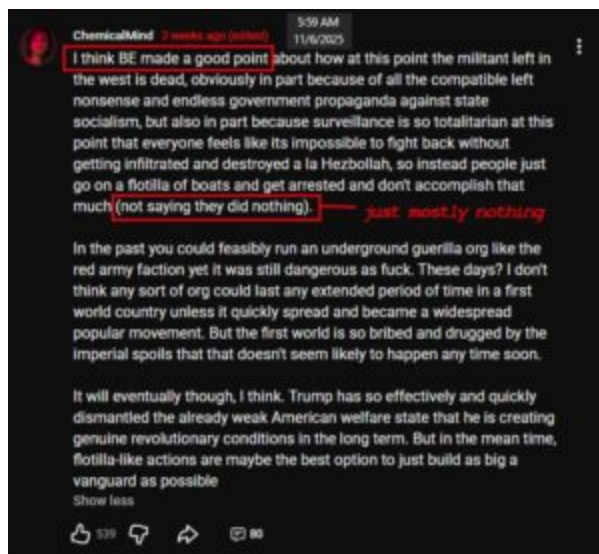 5:59 AM
11/6/2025
ChemicalMind 3 weeks ago (edited)
I think BE made a good point about how at this point the militant left in
the west is dead, obviously in part because of all the compatible left
nonsense and endless government propaganda against state
socialism, but also in part because surveillance is so totalitarian at this
point that everyone feels like its impossible to fight back without
getting infiltrated and destroyed a la Hezbollah, so instead people just
go on a flotilla of boats and get arrested and don't accomplish that
much (not saying they did nothing). just mostly nothing
In the past you could feasibly run an underground guerilla org like the
red army faction yet it was still dangerous as fuck. These days? I don't
think any sort of org could last any extended period of time in a first
world country unless it quickly spread and became a widespread
popular movement. But the first world is so bribed and drugged by the
imperial spoils that that doesn't seem likely to happen any time soon.
It will eventually though, I think. Trump has so effectively and quickly
dismantled the already weak American welfare state that he is creating
genuine revolutionary conditions in the long term. But in the mean time,
flotilla-like actions are maybe the best option to just build as big a
vanguard as possible
Show less
539 80